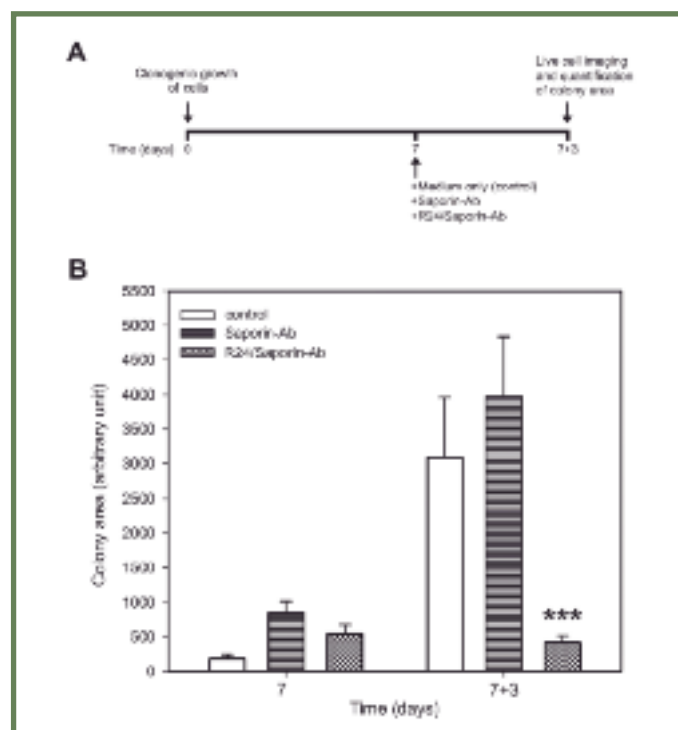 A
Clonogenic growth
of cells
Live cell imaging
and quantification
of colony area
Time (days) 0 7 7+3
+Medium only (control)
+Saporin-Ab
+R24/Saporin-Ab
B
5500
5000
4500
4000
3500
3000
2500
2000
1500
1000
500
0
Colony area (arbitrary unit)
control
Saporin-Ab
R24/Saporin-Ab
***
7 7+3
Time (days)